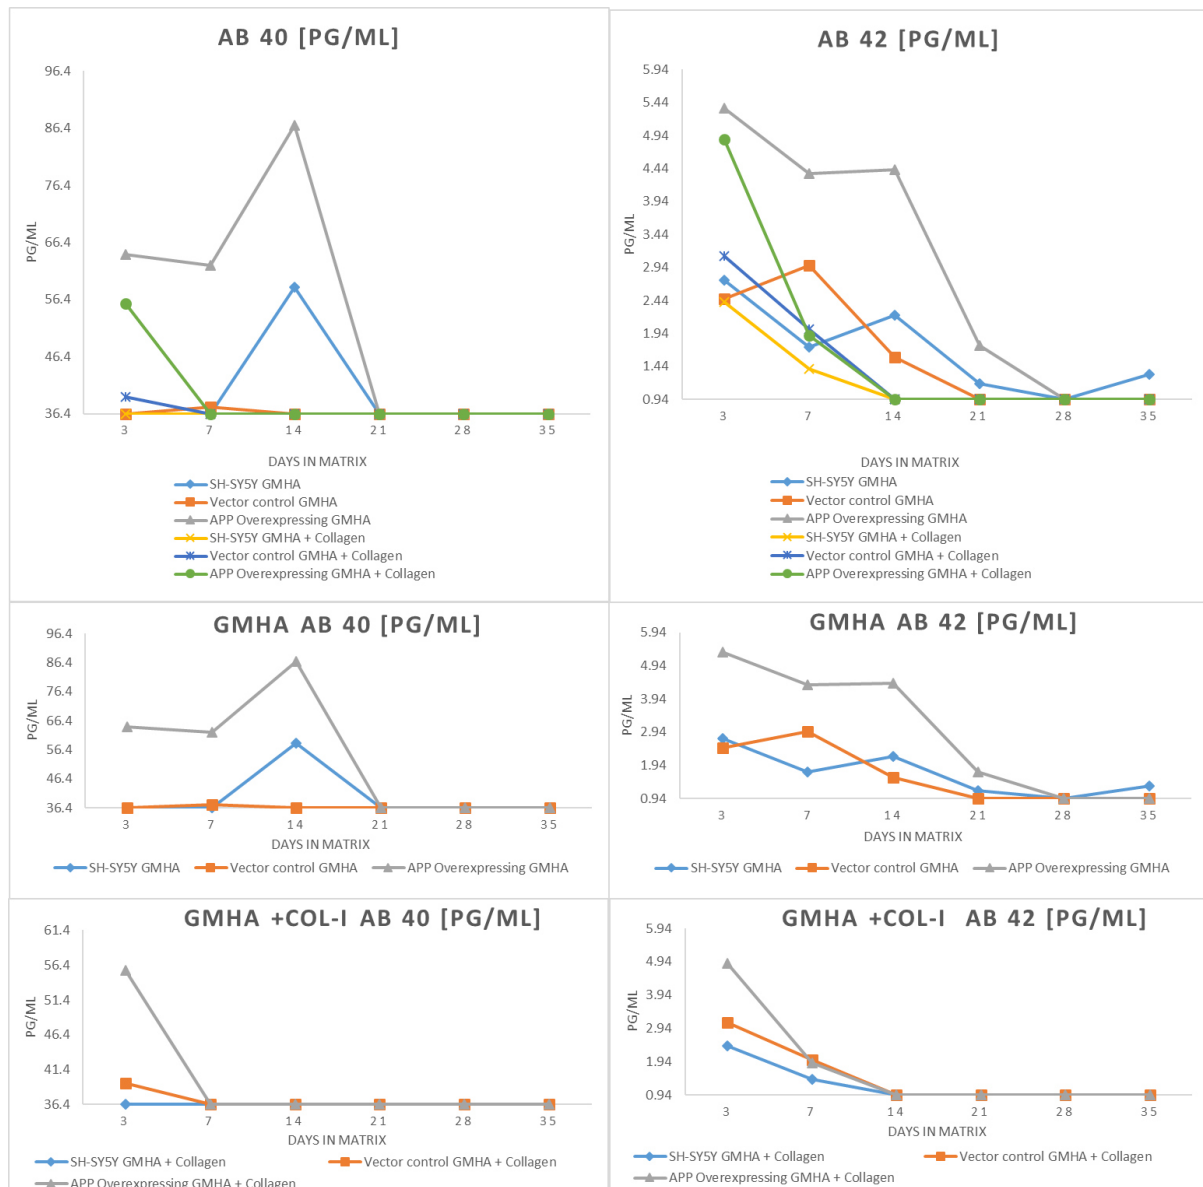 AB 40 [PG/ML]
96.4
86.4
76.4
66.4
56.4
46.4
36.4
PG/ML
3 7 14 21 28 35
DAYS IN MATRIX
SH-SY5Y GMHA
Vector control GMHA
APP Overexpressing GMHA
SH-SY5Y GMHA + Collagen
Vector control GMHA + Collagen
APP Overexpressing GMHA + Collagen
AB 42 [PG/ML]
5.94
5.44
4.94
4.44
3.94
3.44
2.94
2.44
1.94
1.44
0.94
PG/ML
3 7 14 21 28 35
DAYS IN MATRIX
SH-SY5Y GMHA
Vector control GMHA
APP Overexpressing GMHA
SH-SY5Y GMHA + Collagen
Vector control GMHA + Collagen
APP Overexpressing GMHA + Collagen
GMHA AB 40 [PG/ML]
96.4
86.4
76.4
66.4
56.4
46.4
36.4
PG/ML
3 7 14 21 28 35
DAYS IN MATRIX
SH-SY5Y GMHA Vector control GMHA APP Overexpressing GMHA
GMHA AB 42 [PG/ML]
5.94
4.94
3.94
2.94
1.94
0.94
PG/ML
3 7 14 21 28 35
DAYS IN MATRIX
SH-SY5Y GMHA Vector control GMHA APP Overexpressing GMHA
GMHA +COL-I AB 40 [PG/ML]
61.4
56.4
51.4
46.4
41.4
36.4
PG/ML
3 7 14 21 28 35
DAYS IN MATRIX
SH-SY5Y GMHA + Collagen Vector control GMHA + Collagen
APP Overexpressing GMHA + Collagen
GMHA +COL-I AB 42 [PG/ML]
5.94
4.94
3.94
2.94
1.94
0.94
PG/ML
3 7 14 21 28 35
DAYS IN MATRIX
SH-SY5Y GMHA + Collagen Vector control GMHA + Collagen
APP Overexpressing GMHA + Collagen